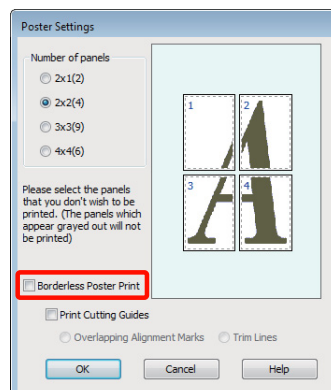 Poster Settings
Number of panels
2x1(2)
2x2(4)
3x3(9)
4x4(6)
Please select the panels
that you don't wish to be
printed. (The panels which
appear grayed out will not
be printed)
1
2
3
4
Borderless Poster Print
Print Cutting Guides
Overlapping Alignment Marks Trim Lines
OK Cancel Help